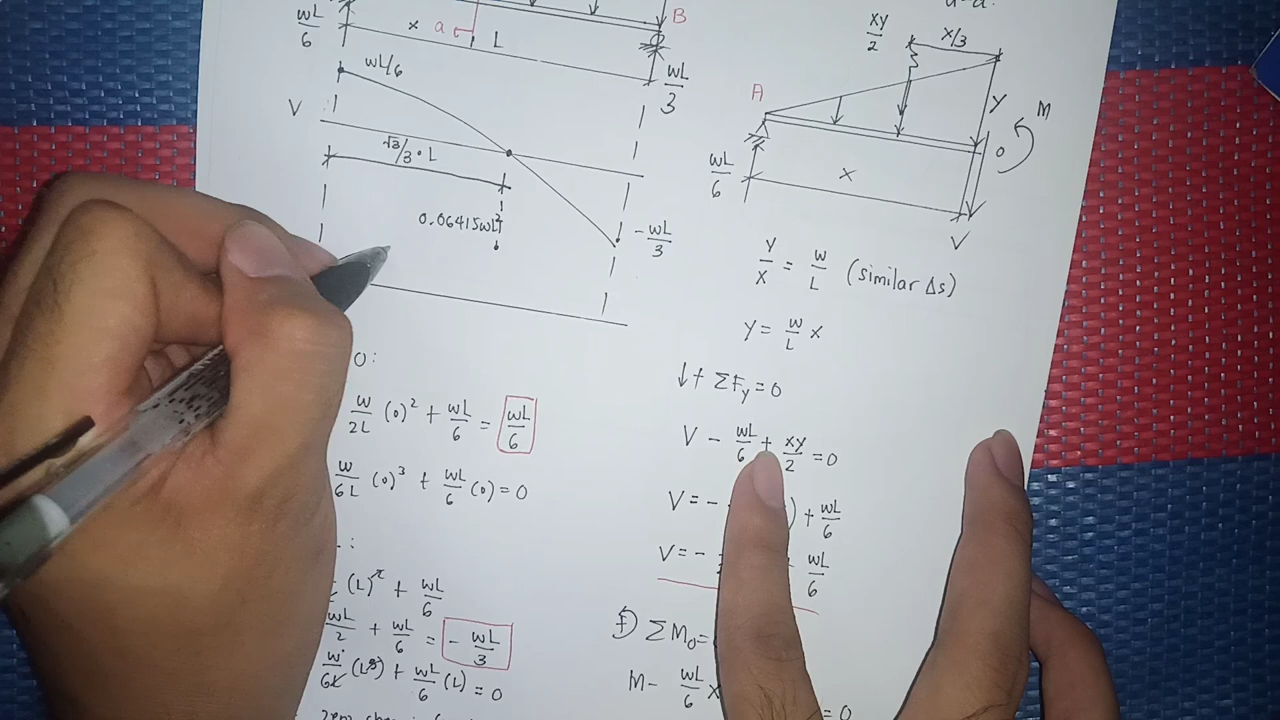 wL/6 x a L B
wL/3
wL/6
V
√3/3 · L
0.06415wL²
-wL/3
O:
w/2L (0)² + wL/6 = wL/6
w/6L (0)³ + wL/6 (0) = 0
:
(L)² + wL/6
wL/2 + wL/6 = - wL/3
w/6L (L³) + wL/6 (L) = 0
xy/2 x/3
A y M
O
wL/6 x
V
y/x = w/L (similar Δs)
y = w/L x
↓+ ΣFy = 0
V - wL/6 + xy/2 = 0
V = - ) + wL/6
V = - wL/6
ΣMo =
M - wL/6 x = 0